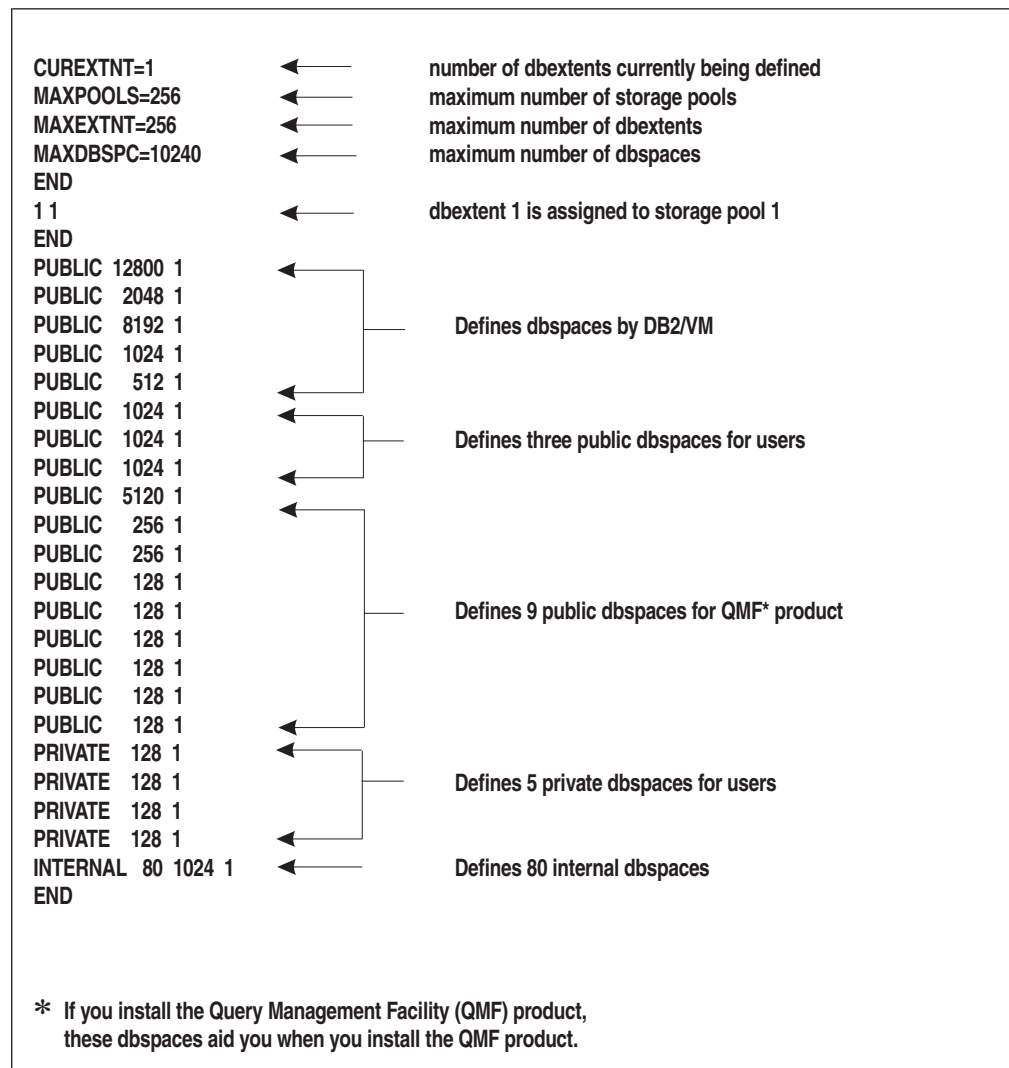 CUREXTNT=1 number of dbextents currently being defined
MAXPOOLS=256 maximum number of storage pools
MAXEXTNT=256 maximum number of dbextents
MAXDBSPC=10240 maximum number of dbspaces
END
1 1 dbextent 1 is assigned to storage pool 1
END
PUBLIC 12800 1
PUBLIC 2048 1
PUBLIC 8192 1 Defines dbspaces by DB2/VM
PUBLIC 1024 1
PUBLIC 512 1
PUBLIC 1024 1
PUBLIC 1024 1 Defines three public dbspaces for users
PUBLIC 1024 1
PUBLIC 5120 1
PUBLIC 256 1
PUBLIC 256 1
PUBLIC 128 1
PUBLIC 128 1 Defines 9 public dbspaces for QMF* product
PUBLIC 128 1
PUBLIC 128 1
PUBLIC 128 1
PUBLIC 128 1
PRIVATE 128 1
PRIVATE 128 1 Defines 5 private dbspaces for users
PRIVATE 128 1
PRIVATE 128 1
INTERNAL 80 1024 1 Defines 80 internal dbspaces
END
* If you install the Query Management Facility (QMF) product,
these dbspaces aid you when you install the QMF product.